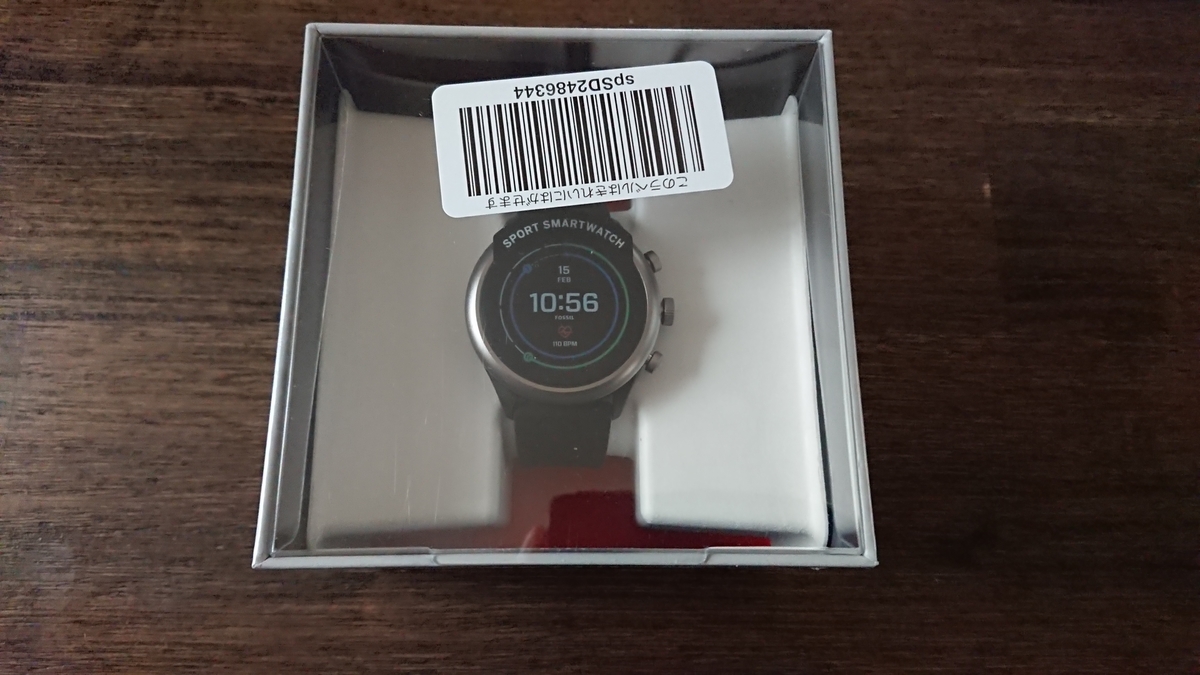 spSD2486344
このラベルはきれいにはがせます
SPORT SMARTWATCH
15
FEB
10:56
FOSSIL
110 BPM